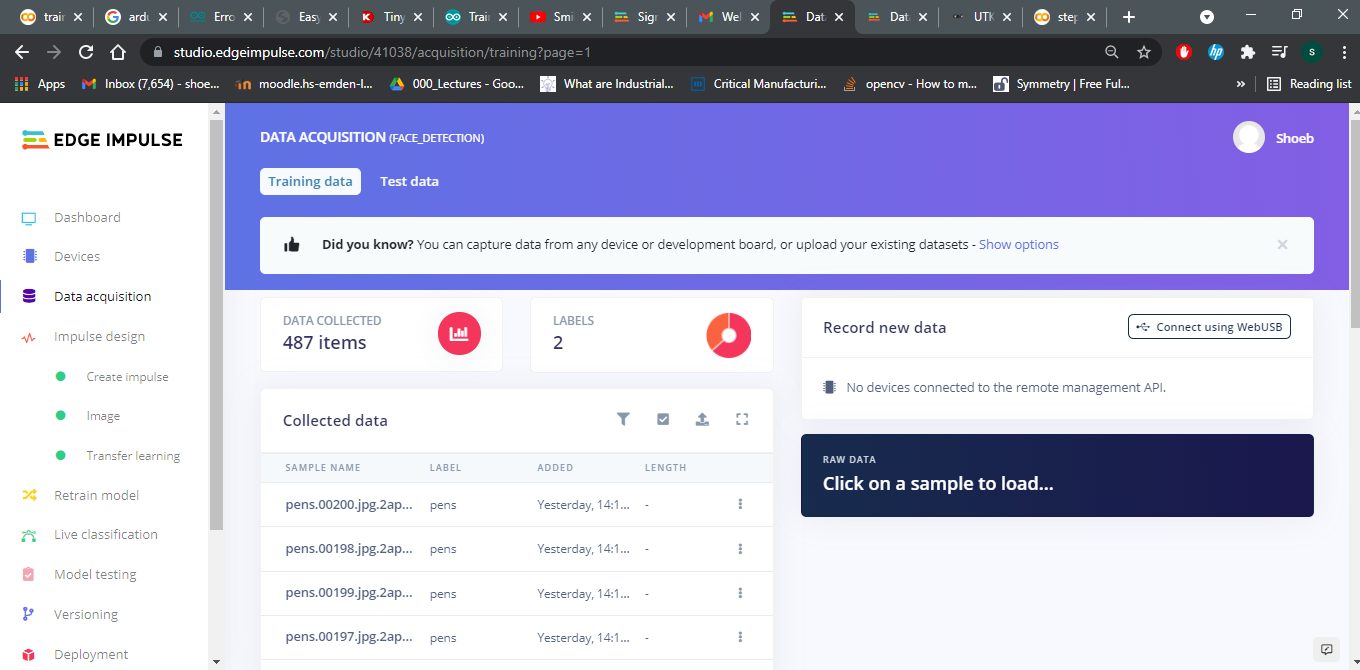 train
ardu
Erro
Easy
K Tiny
Train
Smi
Sign
Wel
Data
Data
UTK
step
studio.edgeimpulse.com/studio/41038/acquisition/training?page=1
S
Apps
Inbox (7,654) - shoe...
moodle.hs-emden-l...
000_Lectures - Goo...
What are Industrial...
Critical Manufacturi...
opencv - How to m...
Symmetry | Free Ful...
»
Reading list
EDGE IMPULSE
Dashboard
Devices
Data acquisition
Impulse design
Create impulse
Image
Transfer learning
Retrain model
Live classification
Model testing
Versioning
Deployment
DATA ACQUISITION (FACE_DETECTION)
Shoeb
Training data Test data
Did you know? You can capture data from any device or development board, or upload your existing datasets - Show options
DATA COLLECTED
487 items
LABELS
2
Record new data
Connect using WebUSB
No devices connected to the remote management API.
Collected data
SAMPLE NAME LABEL ADDED LENGTH
pens.00200.jpg.2ap... pens Yesterday, 14:1... -
pens.00198.jpg.2ap... pens Yesterday, 14:1... -
pens.00199.jpg.2ap... pens Yesterday, 14:1... -
pens.00197.jpg.2ap... pens Yesterday, 14:1... -
RAW DATA
Click on a sample to load...